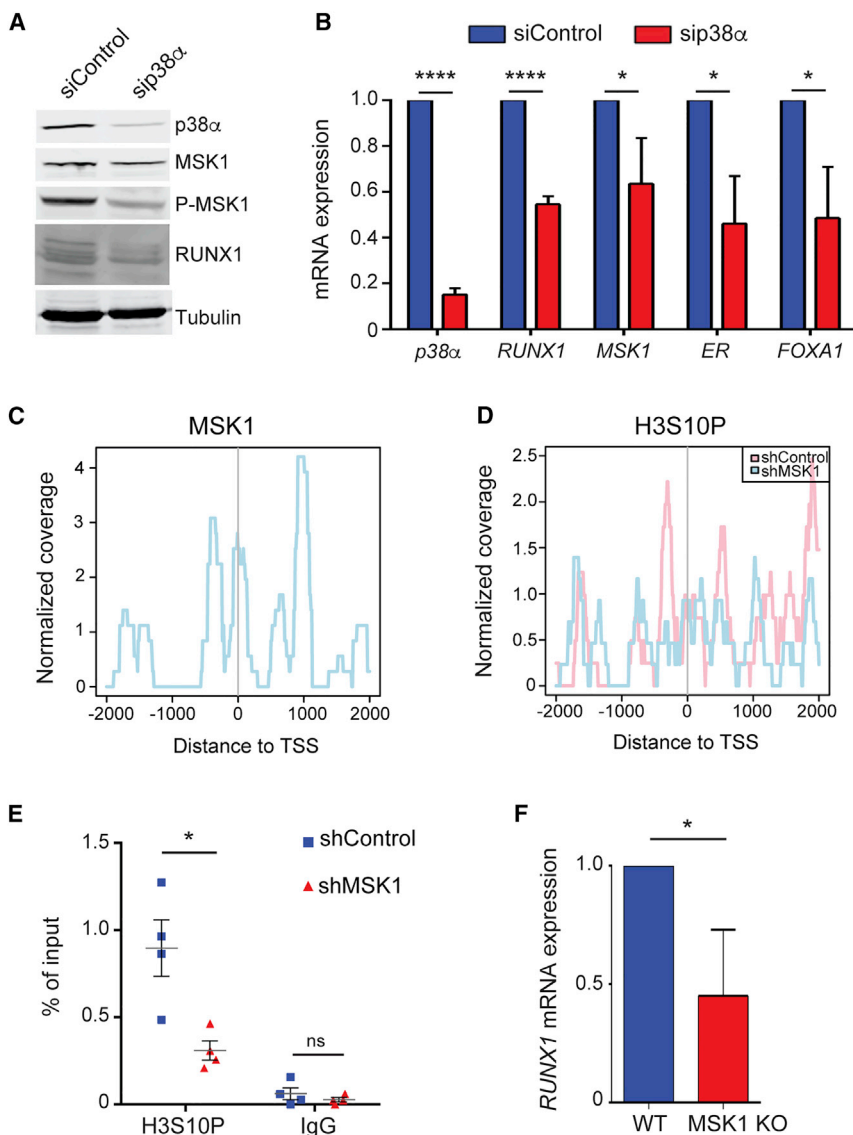 A
siControl
sip38α
p38α
MSK1
P-MSK1
RUNX1
Tubulin
B
siControl
sip38α
mRNA expression
1.0
0.8
0.6
0.4
0.2
0
****
****
*
*
*
p38α
RUNX1
MSK1
ER
FOXA1
C
MSK1
Normalized coverage
4
3
2
1
0
-2000
-1000
0
1000
2000
Distance to TSS
D
H3S10P
shControl
shMSK1
Normalized coverage
2.5
2.0
1.5
1.0
0.5
0
-2000
-1000
0
1000
2000
Distance to TSS
E
% of input
1.5
1.0
0.5
0
*
ns
shControl
shMSK1
H3S10P
IgG
F
RUNX1 mRNA expression
1.0
0.5
0
*
WT
MSK1 KO